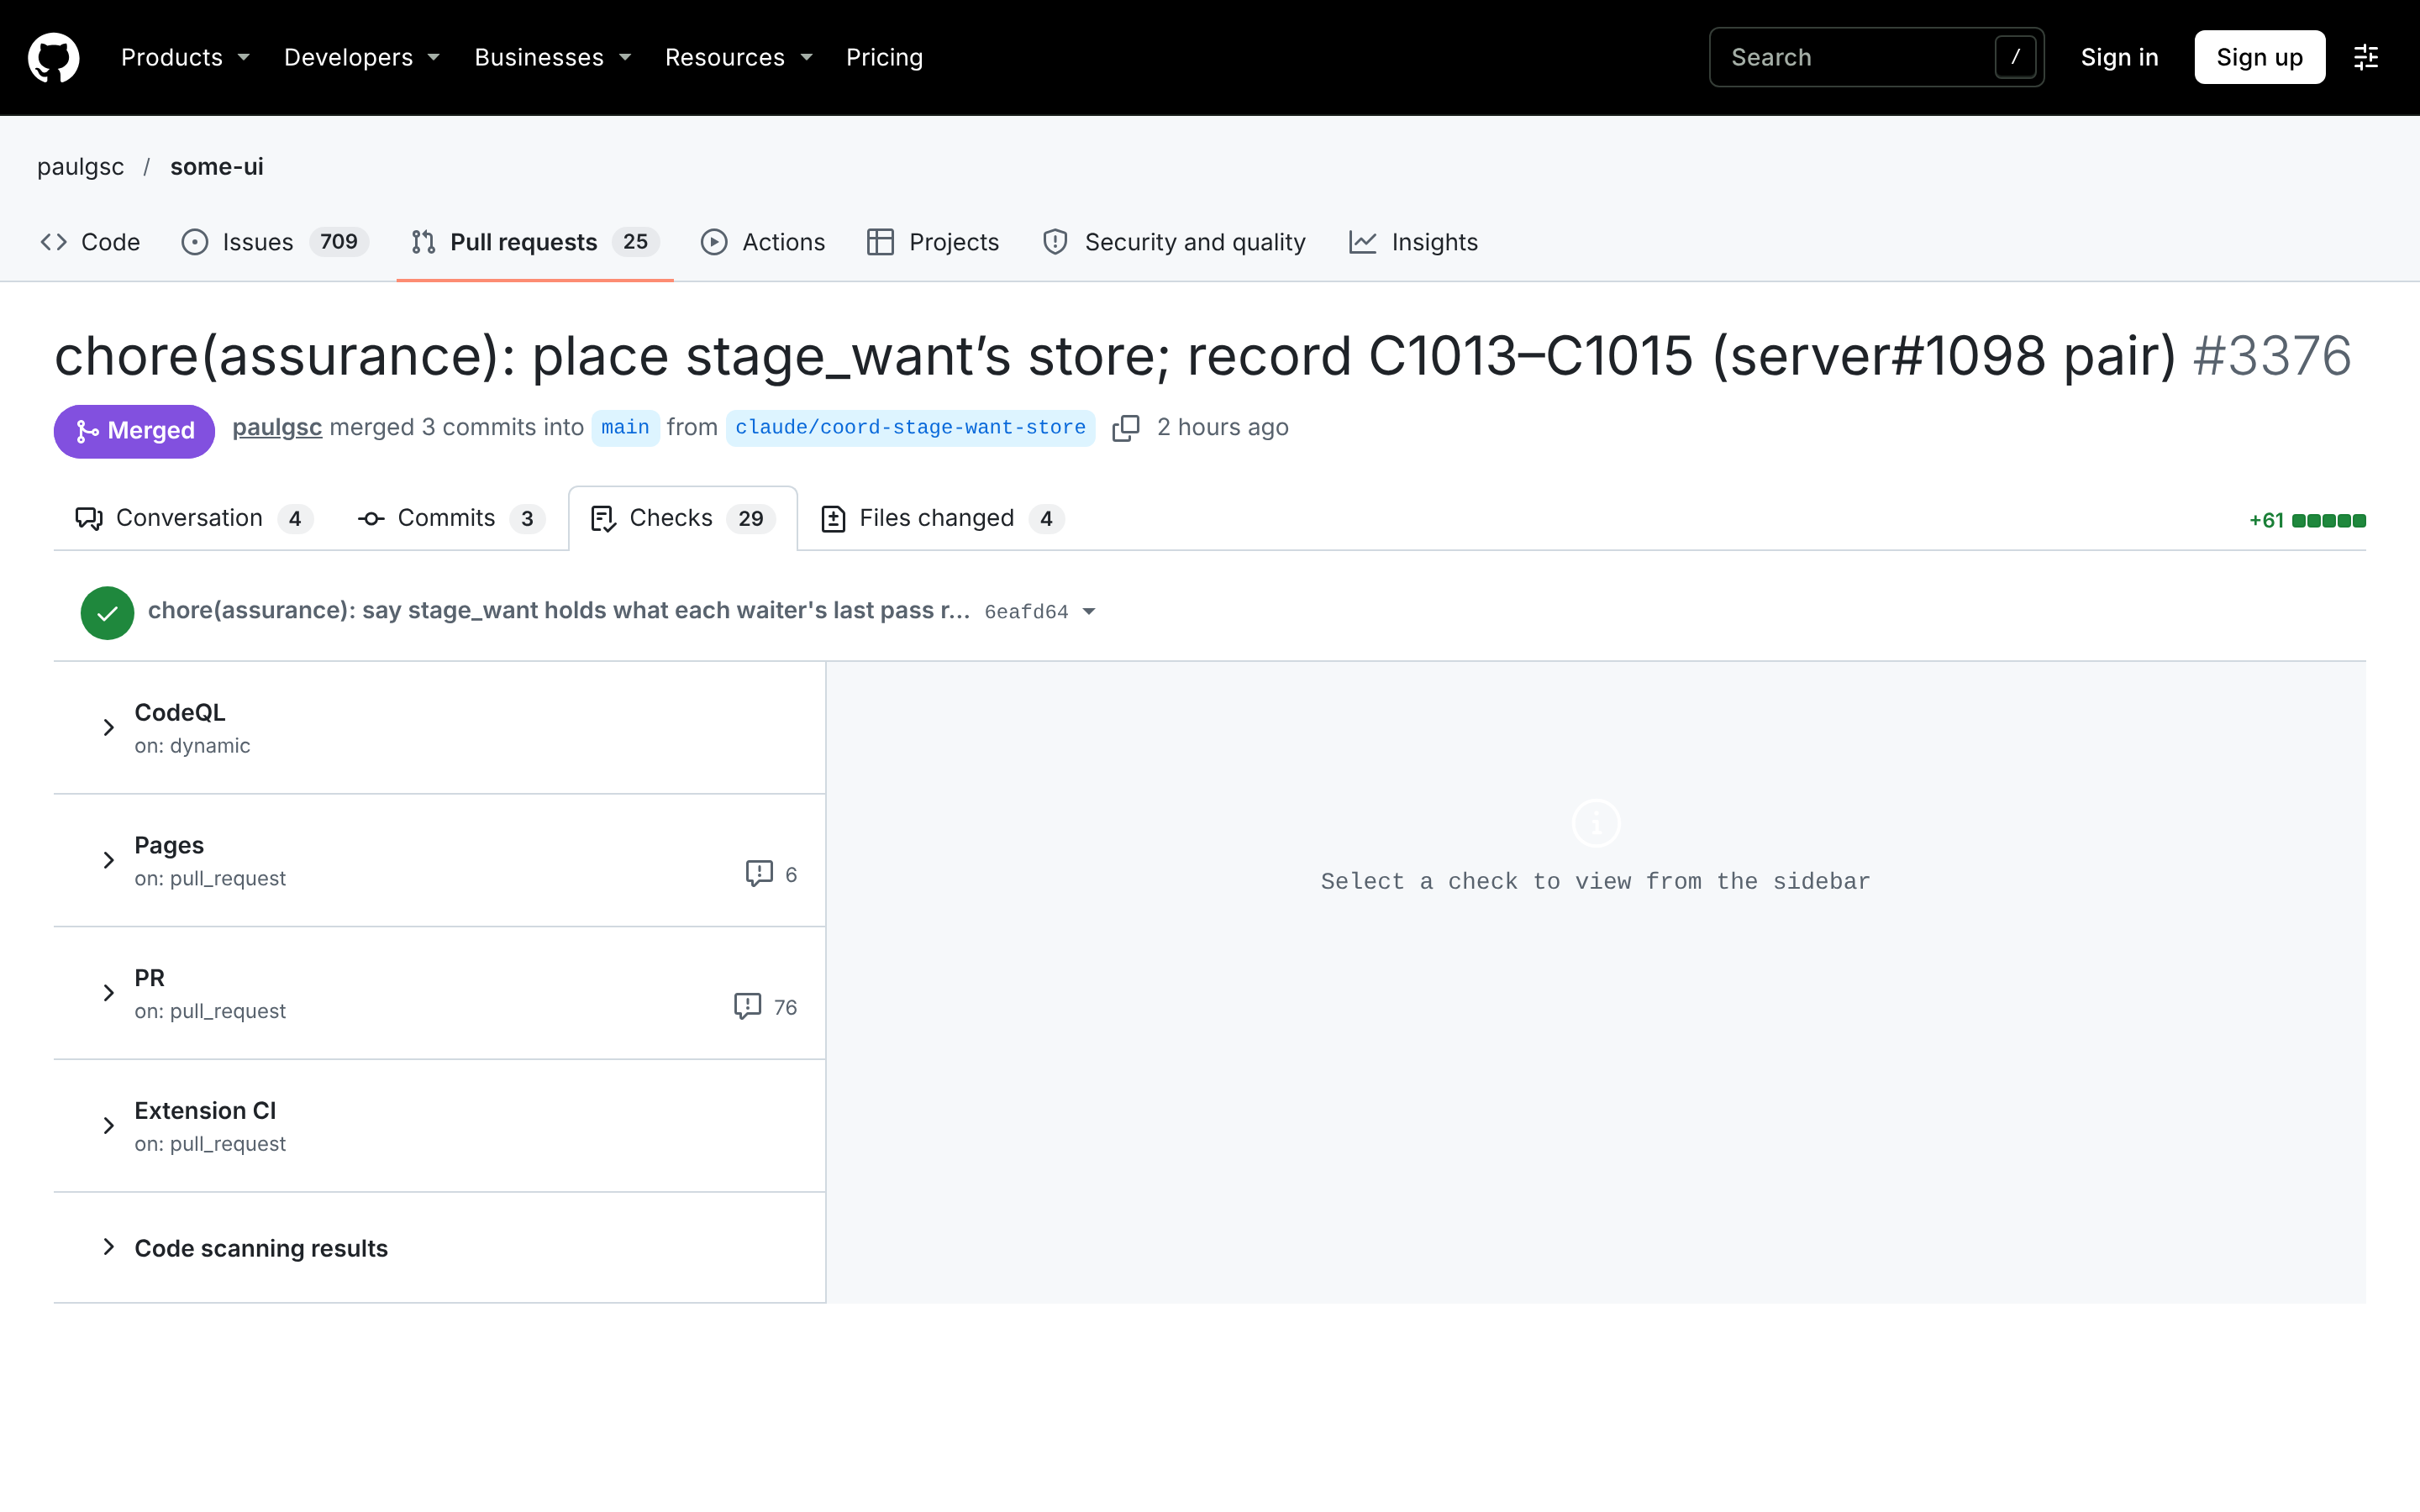 Products Developers Businesses Resources Pricing Search / Sign in Sign up
paulgsc / some-ui
Code Issues 709 Pull requests 25 Actions Projects Security and quality Insights
chore(assurance): place stage_want’s store; record C1013–C1015 (server#1098 pair) #3376
Merged paulgsc merged 3 commits into main from claude/coord-stage-want-store 2 hours ago
Conversation 4 Commits 3 Checks 29 Files changed 4 +61
chore(assurance): say stage_want holds what each waiter's last pass r... 6eafd64
CodeQL
on: dynamic
Pages
on: pull_request 6
PR
on: pull_request 76
Extension CI
on: pull_request
Code scanning results
Select a check to view from the sidebar